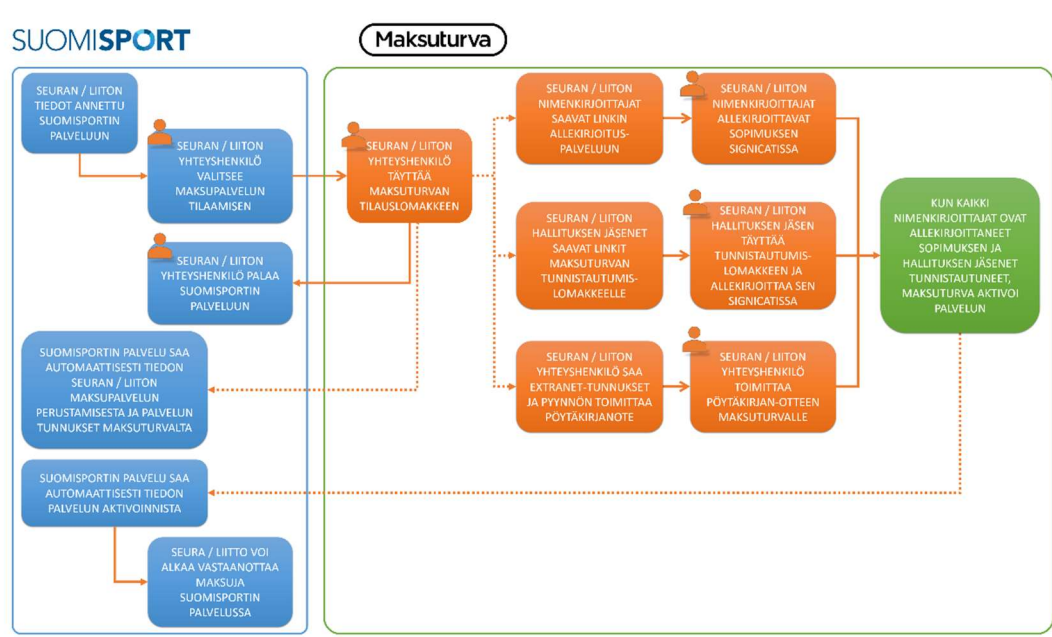 SUOMISPORT
Maksuturva
SEURAN / LIITON
TIEDOT ANNETTU
SUOMISPORTIN
PALVELUUN
SEURAN / LIITON
YHTEYSHENKILÖ
VALITSEE
MAKSUPALVELUN
TILAAMISEN
SEURAN / LIITON
YHTEYSHENKILÖ PALAA
SUOMISPORTIN
PALVELUUN
SUOMISPORTIN PALVELU SAA
AUTOMAATTISESTI TIEDON
SEURAN / LIITON
MAKSUPALVELUN
PERUSTAMISESTA JA PALVELUN
TUNNUKSET MAKSUTURVALTA
SUOMISPORTIN PALVELU SAA
AUTOMAATTISESTI TIEDON
PALVELUN AKTIVOINNISTA
SEURA / LIITTO VOI
ALKAA VASTAANOTTAA
MAKSUJA
SUOMISPORTIN
PALVELUSSA
SEURAN / LIITON
YHTEYSHENKILÖ
TÄYTTÄÄ
MAKSUTURVAN
TILAUSLOMAKKEEN
SEURAN / LIITON
NIMENKIRJOITTAJAT
SAAVAT LINKIN
ALLEKIRJOITUS-
PALVELUUN
SEURAN / LIITON
NIMENKIRJOITTAJAT
ALLEKIRJOITTAVAT
SOPIMUKSEN
SIGNICATISSA
SEURAN / LIITON
HALLITUKSEN JÄSENET
SAAVAT LINKIT
MAKSUTURVAN
TUNNISTAUTUMIS-
LOMAKKEELLE
SEURAN / LIITON
HALLITUKSEN JÄSEN
TÄYTTÄÄ
TUNNISTAUTUMIS-
LOMAKKEEN JA
ALLEKIRJOITTAA SEN
SIGNICATISSA
SEURAN / LIITON
YHTEYSHENKILÖ SAA
EXTRANET-TUNNUKSET
JA PYYNNÖN TOIMITTAA
PÖYTÄKIRJANOTE
SEURAN / LIITON
YHTEYSHENKILÖ
TOIMITTAA
PÖYTÄKIRJAN-OTTEEN
MAKSUTURVALLE
KUN KAIKKI
NIMENKIRJOITTAJAT OVAT
ALLEKIRJOITTANEET
SOPIMUKSEN JA
HALLITUKSEN JÄSENET
TUNNISTAUTUNEET,
MAKSUTURVA AKTIVOI
PALVELUN